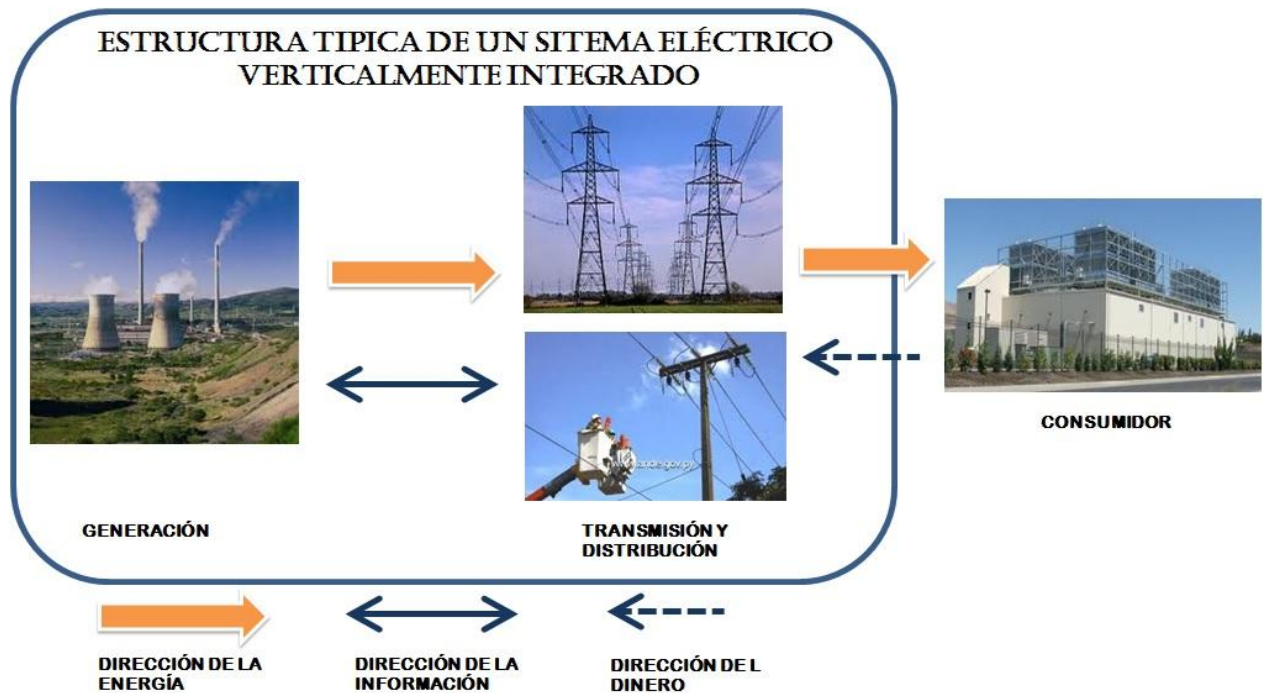 ESTRUCTURA TIPICA DE UN SITEMA ELÉCTRICO
VERTICALMENTE INTEGRADO
CONSUMIDOR
GENERACIÓN
TRANSMISIÓN Y
DISTRIBUCIÓN
DIRECCIÓN DE LA
ENERGÍA
DIRECCIÓN DE LA
INFORMACIÓN
DIRECCIÓN DE L
DINERO